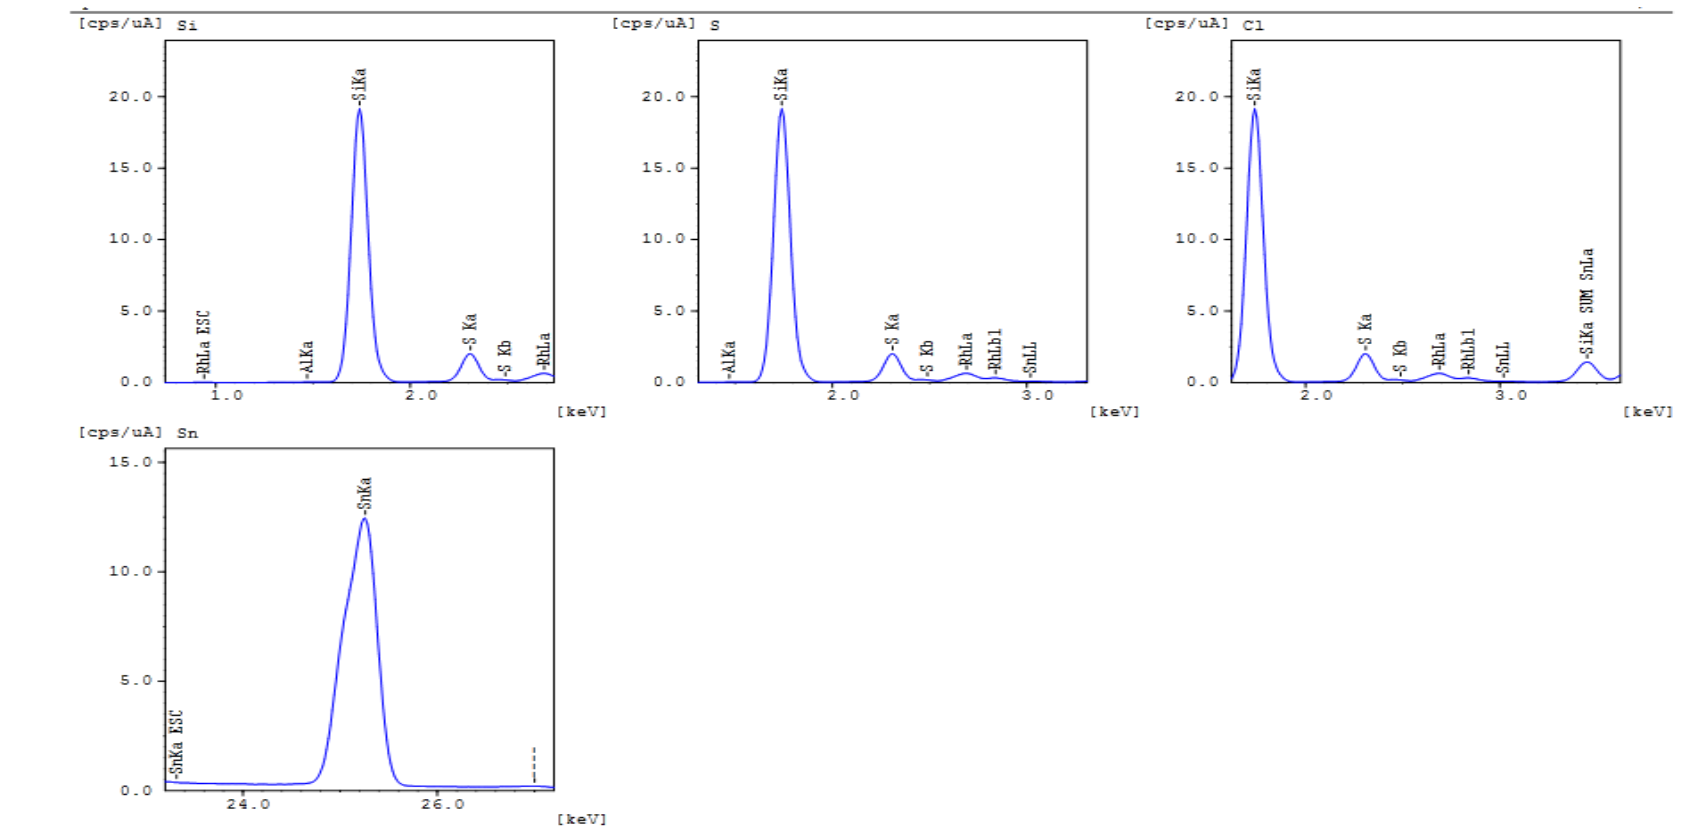 [cps/uA] Si
[cps/uA] S
[cps/uA] Cl
20.0
15.0
10.0
5.0
0.0
RhLa ESC
AlKa
SiKa
S Ka
S Kb
RhLa
1.0
2.0
[keV]
20.0
15.0
10.0
5.0
0.0
AlKa
SiKa
S Ka
S Kb
RhLa
RhLb1
SnLL
2.0
3.0
[keV]
20.0
15.0
10.0
5.0
0.0
SiKa
S Ka
S Kb
RhLa
RhLb1
SnLL
SiKa SUM SnLa
2.0
3.0
[keV]
[cps/uA] Sn
15.0
10.0
5.0
0.0
SnKa ESC
SnKa
24.0
26.0
[keV]